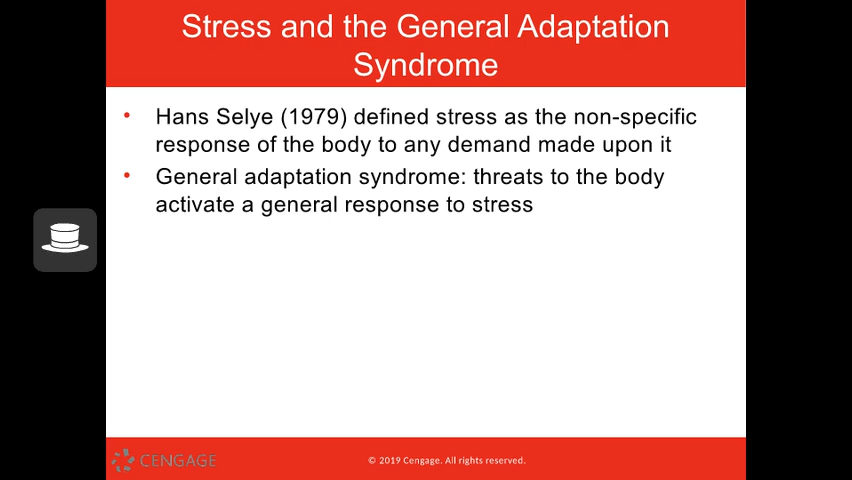 Stress and the General Adaptation
Syndrome
• Hans Selye (1979) defined stress as the non-specific
response of the body to any demand made upon it
• General adaptation syndrome: threats to the body
activate a general response to stress
CENGAGE
© 2019 Cengage. All rights reserved.